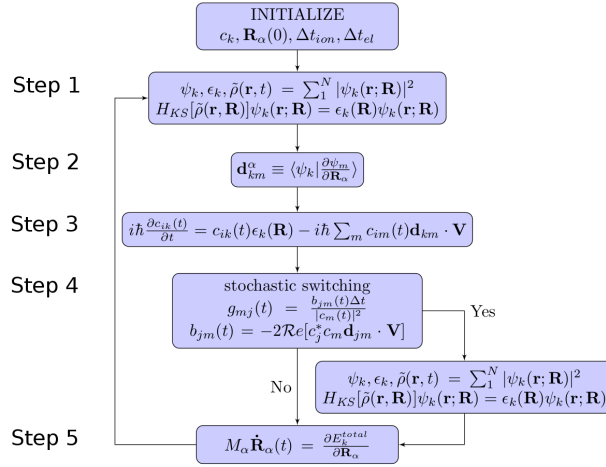 INITIALIZE
c_k, R_α(0), Δt_ion, Δt_el
Step 1
ψ_k, ϵ_k, ρ̃(r, t) = ∑_1^N |ψ_k(r; R)|^2
H_KS[ρ̃(r, R)]ψ_k(r; R) = ϵ_k(R)ψ_k(r; R)
Step 2
d_km^α ≡ ⟨ψ_k|∂ψ_m/∂R_α⟩
Step 3
iħ ∂c_ik(t)/∂t = c_ik(t)ϵ_k(R) − iħ ∑_m c_im(t)d_km · V
Step 4
stochastic switching
g_mj(t) = b_jm(t)Δt/|c_m(t)|^2
b_jm(t) = −2ℛe[c_j^* c_m d_jm · V]
Yes
ψ_k, ϵ_k, ρ̃(r, t) = ∑_1^N |ψ_k(r; R)|^2
H_KS[ρ̃(r, R)]ψ_k(r; R) = ϵ_k(R)ψ_k(r; R)
No
Step 5
M_α Ṙ_α(t) = ∂E_k^total/∂R_α